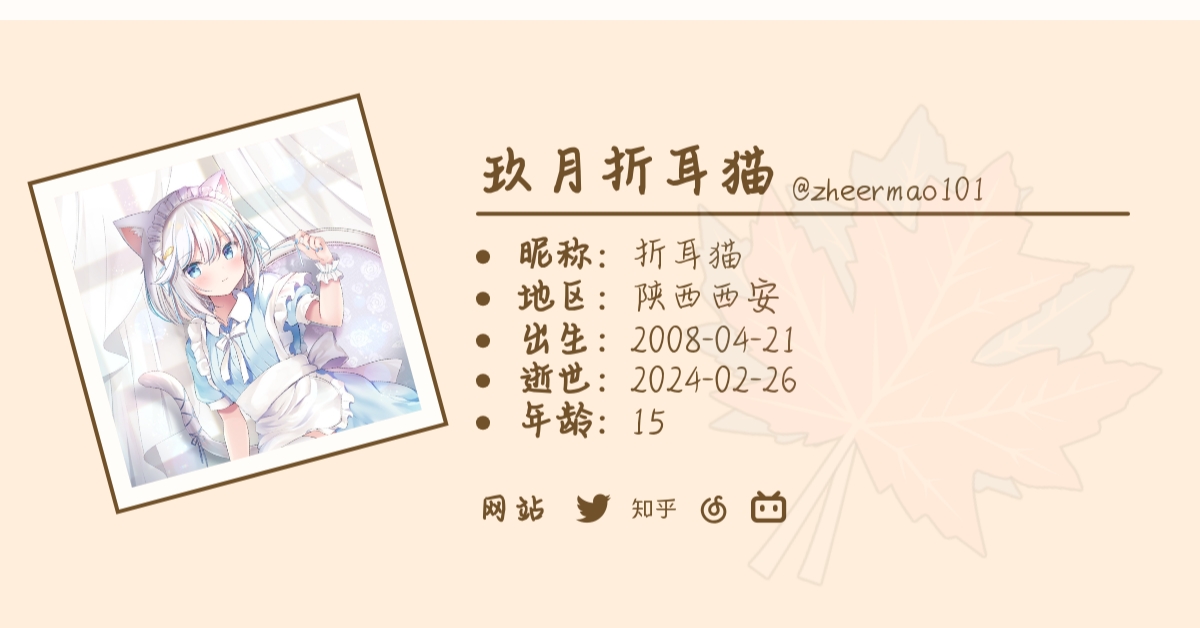 玖月折耳猫 @zheermao101
昵称：折耳猫
地区：陕西西安
出生：2008-04-21
逝世：2024-02-26
年龄：15
网站 知乎